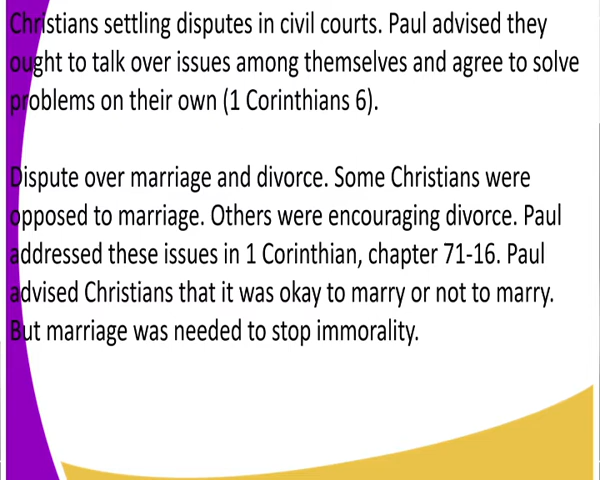 Christians settling disputes in civil courts. Paul advised they
ought to talk over issues among themselves and agree to solve
problems on their own (1 Corinthians 6).
Dispute over marriage and divorce. Some Christians were
opposed to marriage. Others were encouraging divorce. Paul
addressed these issues in 1 Corinthian, chapter 71-16. Paul
advised Christians that it was okay to marry or not to marry.
But marriage was needed to stop immorality.